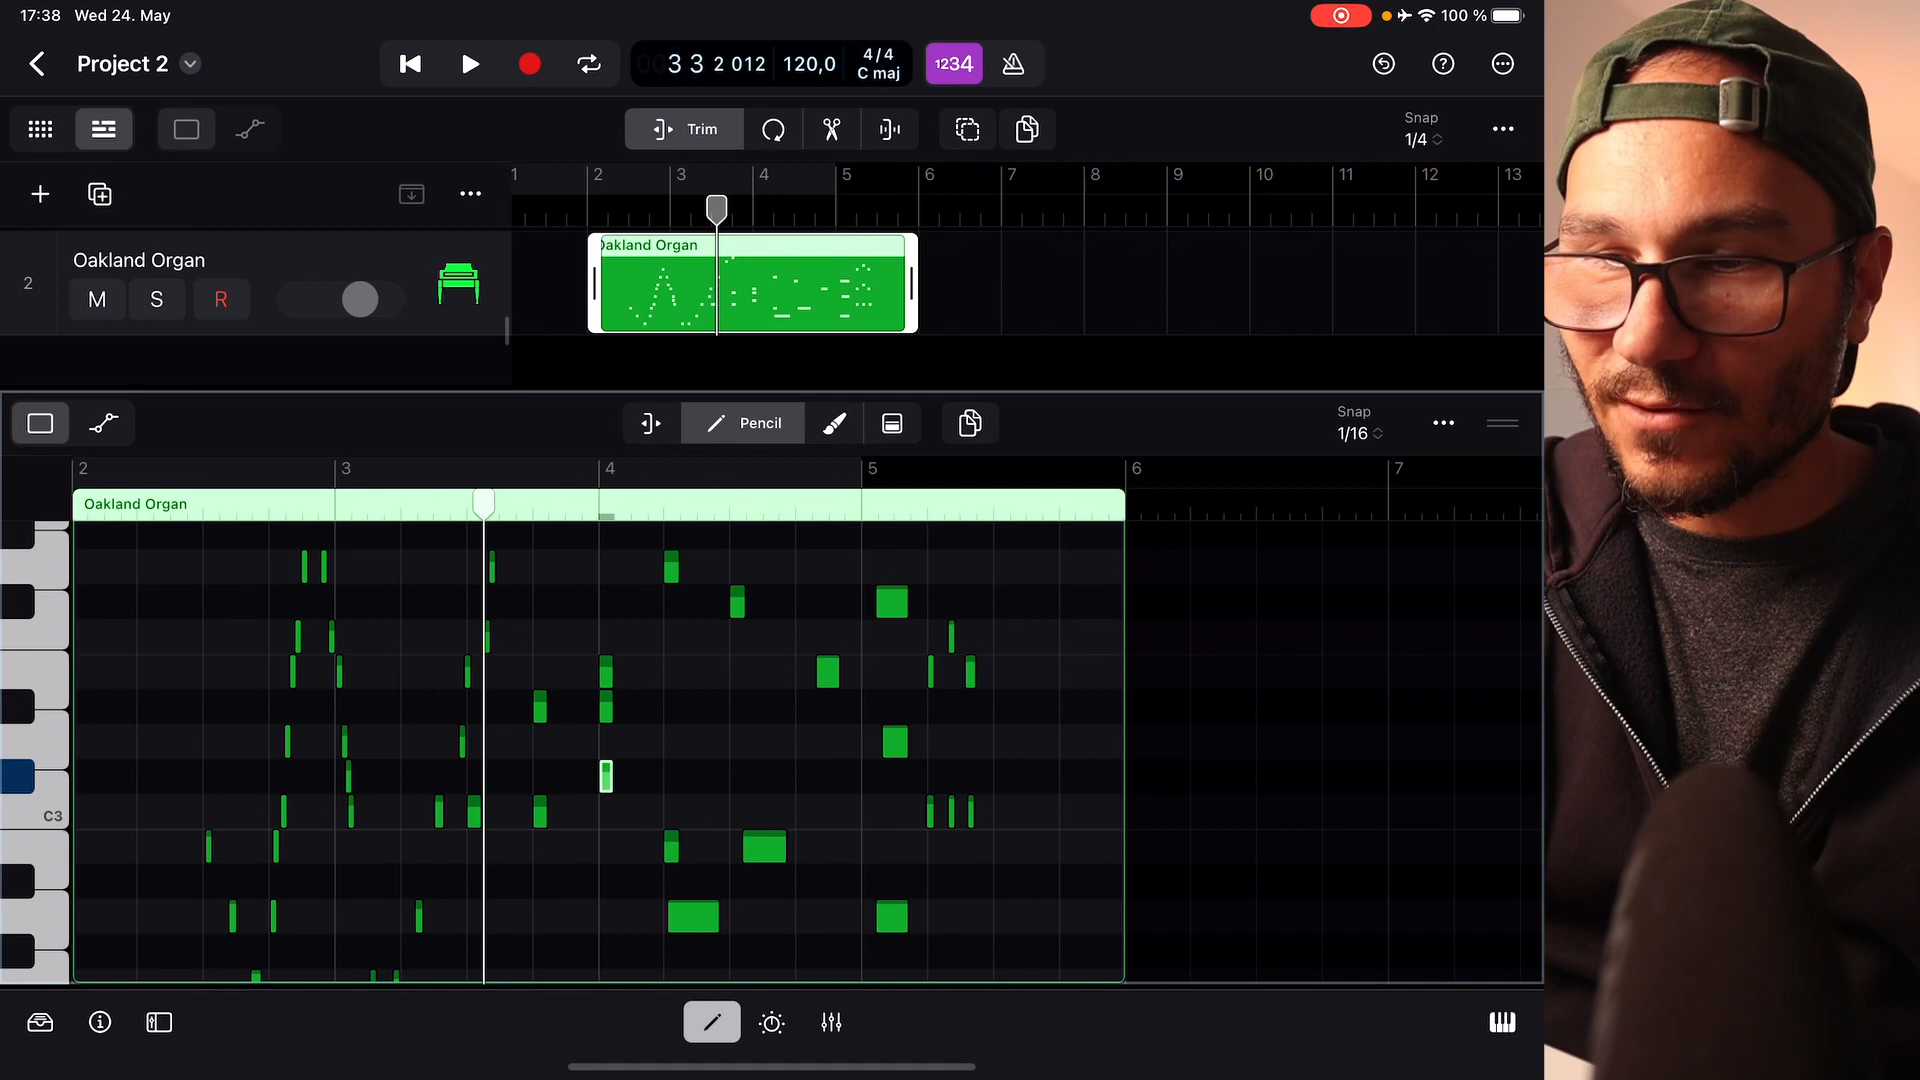 17:38 Wed 24. May
100 %
Project 2
3 3 2 012 120,0 4/4
C maj
1234
Trim
Snap
1/4
1 2 3 4 5 6 7 8 9 10 11 12 13
2
Oakland Organ
M S R
Oakland Organ
Pencil
Snap
1/16
2 3 4 5 6 7
Oakland Organ
C3